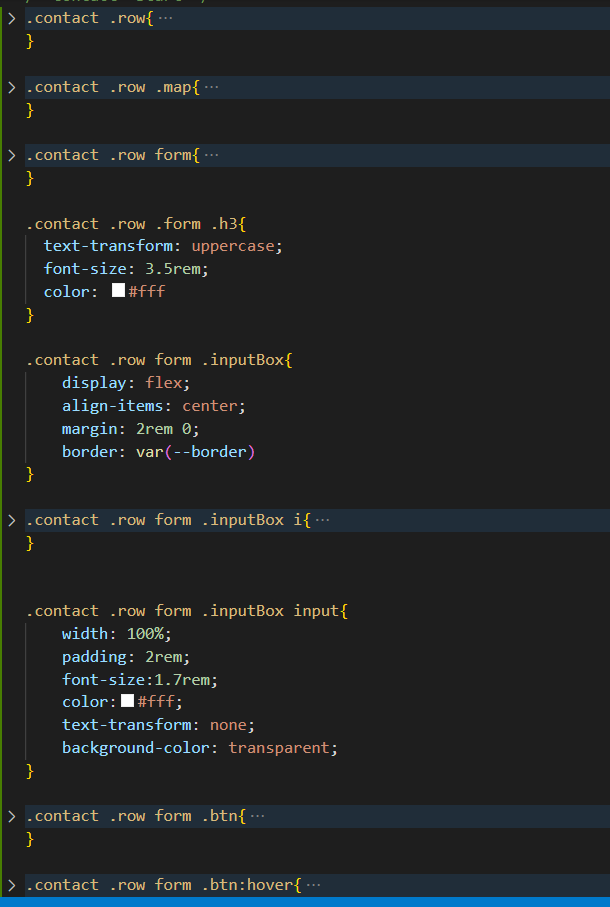 .contact .row{ ...
}
.contact .row .map{ ...
}
.contact .row form{ ...
}
.contact .row .form .h3{
text-transform: uppercase;
font-size: 3.5rem;
color: #fff
}
.contact .row form .inputBox{
display: flex;
align-items: center;
margin: 2rem 0;
border: var(--border)
}
.contact .row form .inputBox i{ ...
}
.contact .row form .inputBox input{
width: 100%;
padding: 2rem;
font-size:1.7rem;
color: #fff;
text-transform: none;
background-color: transparent;
}
.contact .row form .btn{ ...
}
.contact .row form .btn:hover{ ...